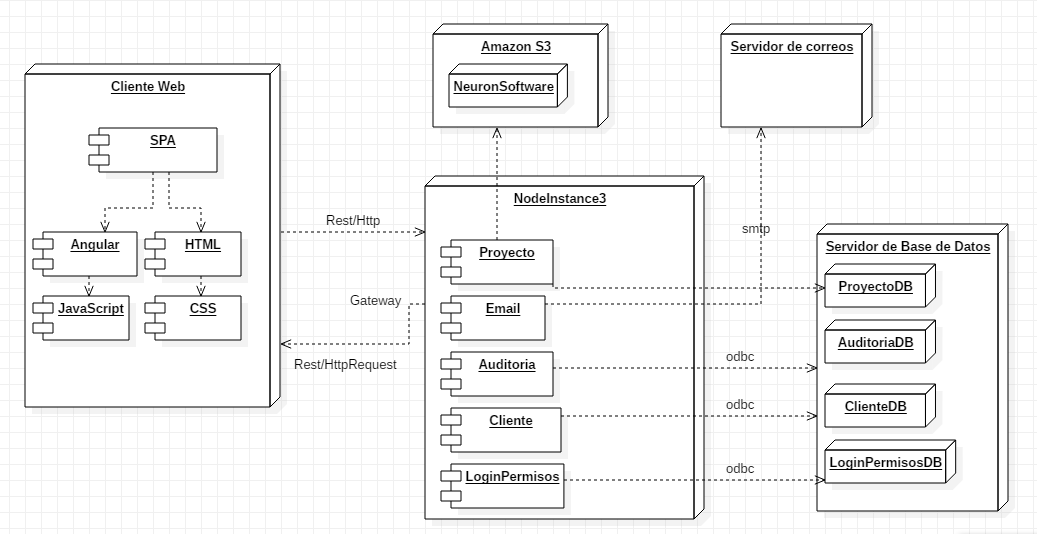 Cliente Web
SPA
Angular
HTML
JavaScript
CSS
Rest/Http
Gateway
Rest/HttpRequest
Amazon S3
NeuronSoftware
Servidor de correos
NodeInstance3
Proyecto
Email
Auditoria
Cliente
LoginPermisos
smtp
odbc
odbc
odbc
Servidor de Base de Datos
ProyectoDB
AuditoriaDB
ClienteDB
LoginPermisosDB